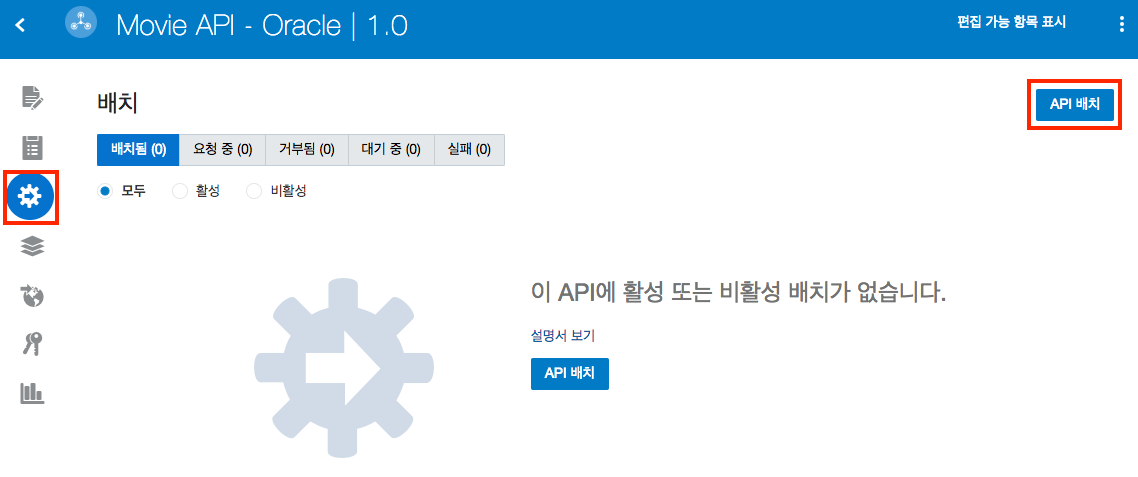 Movie API - Oracle | 1.0
편집 가능 항목 표시
배치
API 배치
배치됨 (0) 요청 중 (0) 거부됨 (0) 대기 중 (0) 실패 (0)
모두 활성 비활성
이 API에 활성 또는 비활성 배치가 없습니다.
설명서 보기
API 배치